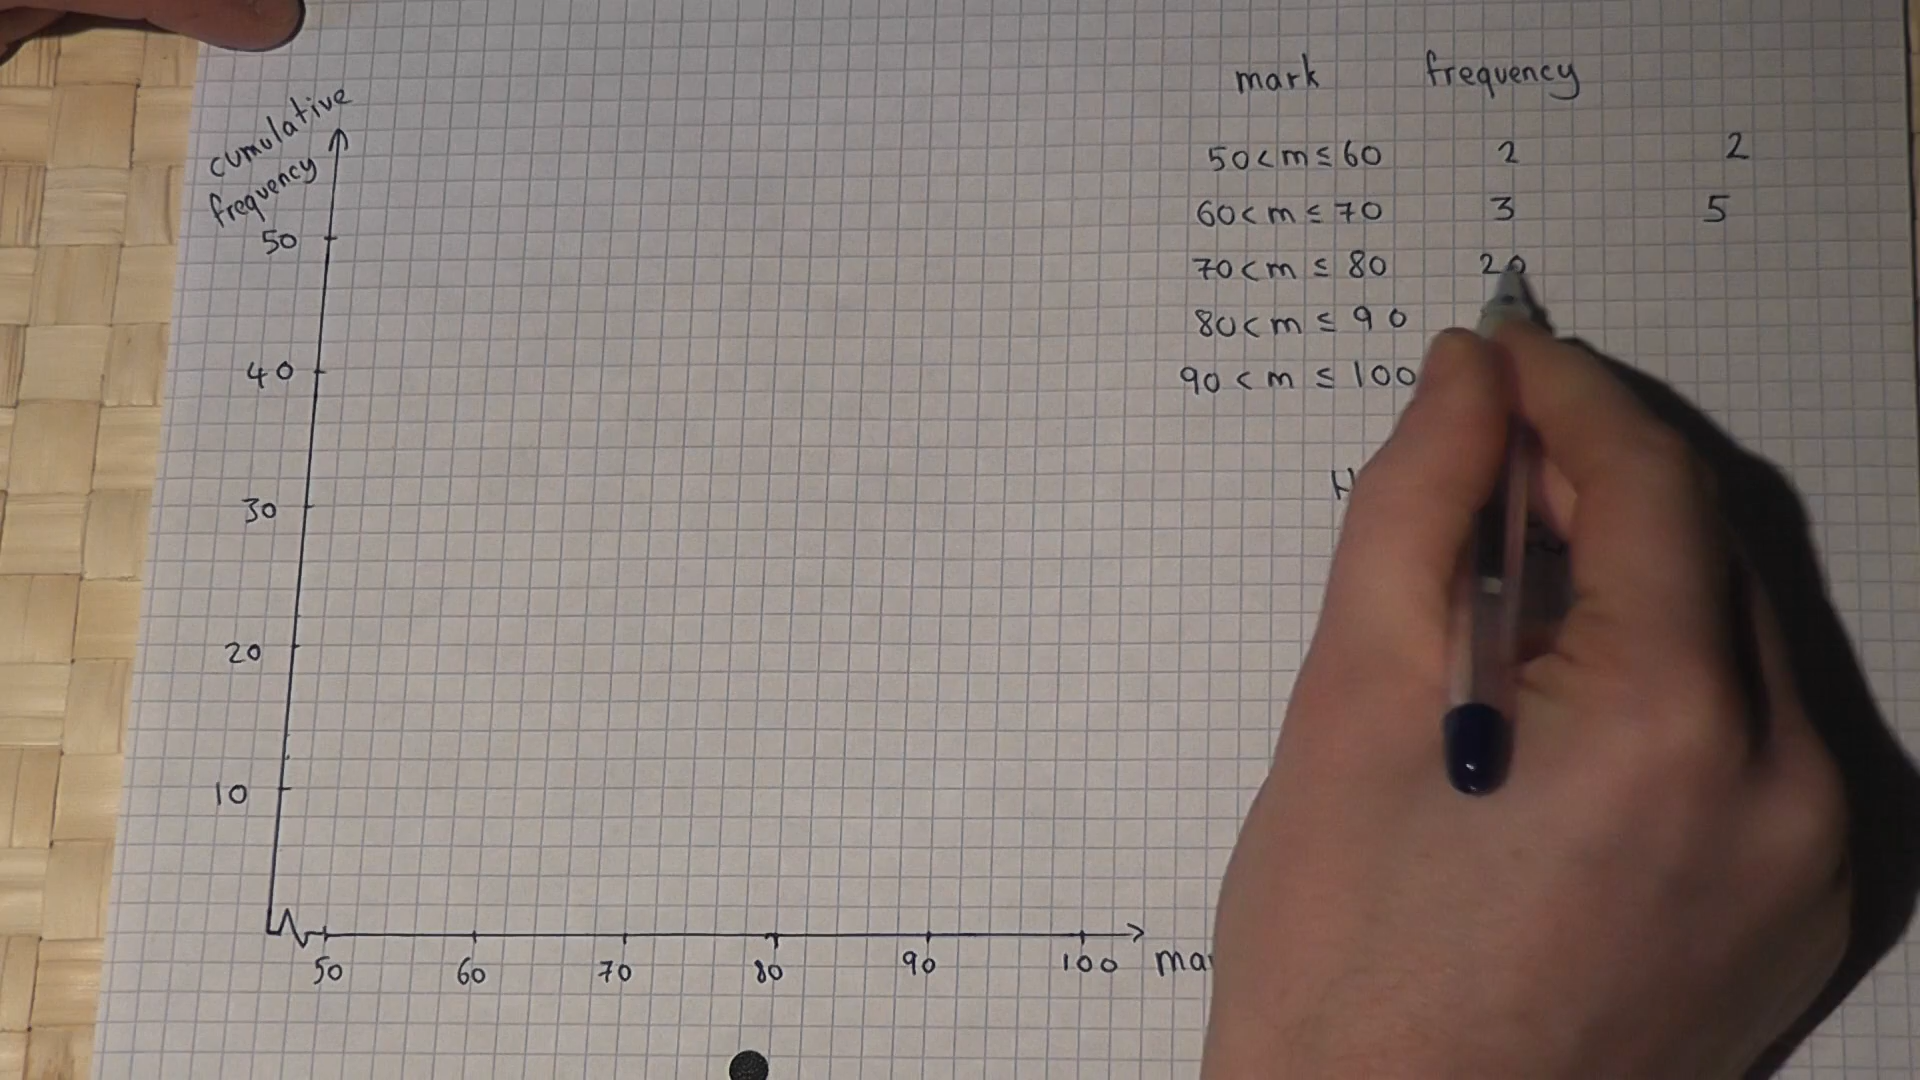 cumulative
frequency
50
40
30
20
10
50 60 70 80 90 100
mark frequency
50<m≤60 2 2
60<m≤70 3 5
70<m≤80 20
80<m≤90
90<m≤100